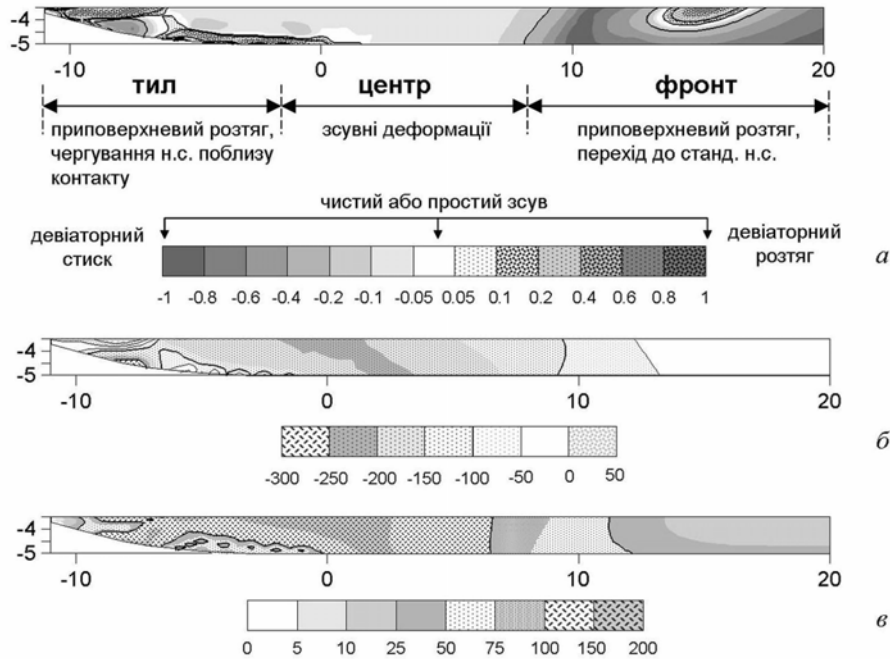 -4
-5
-10 0 10 20
тил центр фронт
приповерхневий розтяг, зсувні деформації приповерхневий розтяг,
чергування н.с. поблизу перехід до станд. н.с.
контакту
чистий або простий зсув
девіаторний девіаторний
стиск розтяг а
-1 -0.8 -0.6 -0.4 -0.2 -0.1 -0.05 0.05 0.1 0.2 0.4 0.6 0.8 1
-4
-5
-10 0 10 20
б
-300 -250 -200 -150 -100 -50 0 50
-4
-5
-10 0 10 20
в
0 5 10 25 50 75 100 150 200